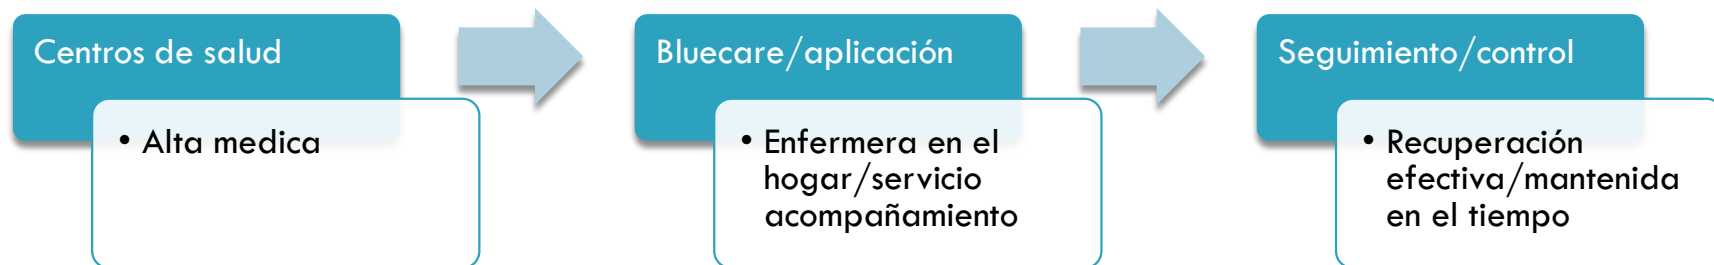 Centros de salud
• Alta medica
Bluecare/aplicación
• Enfermera en el
hogar/servicio
acompañamiento
Seguimiento/control
• Recuperación
efectiva/mantenida
en el tiempo